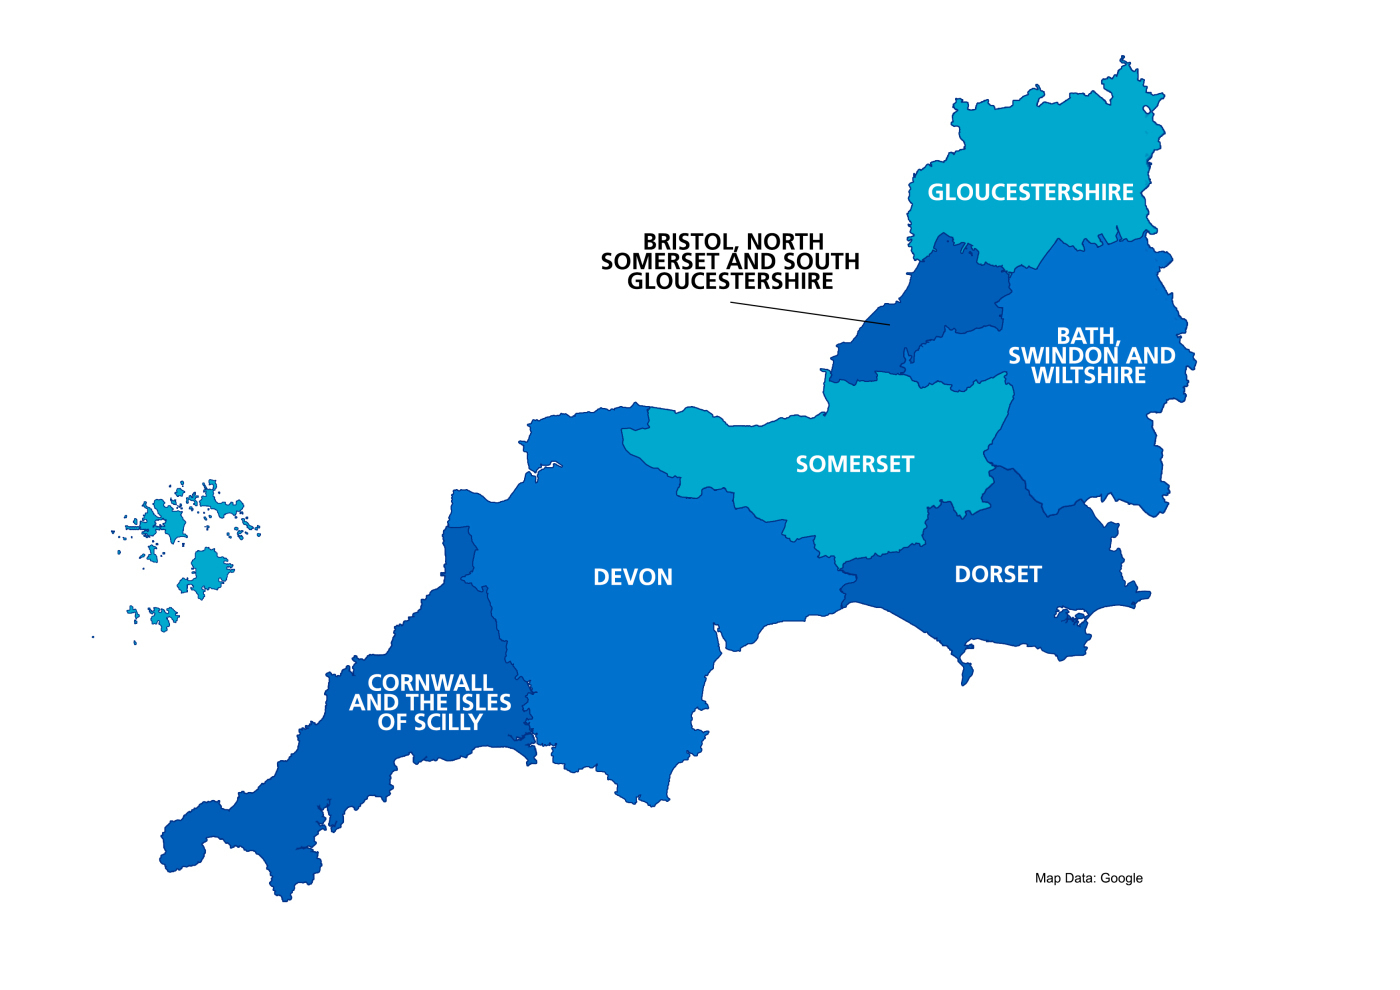 GLOUCESTERSHIRE
BRISTOL, NORTH
SOMERSET AND SOUTH
GLOUCESTERSHIRE
BATH,
SWINDON AND
WILTSHIRE
SOMERSET
DEVON
DORSET
CORNWALL
AND THE ISLES
OF SCILLY
Map Data: Google